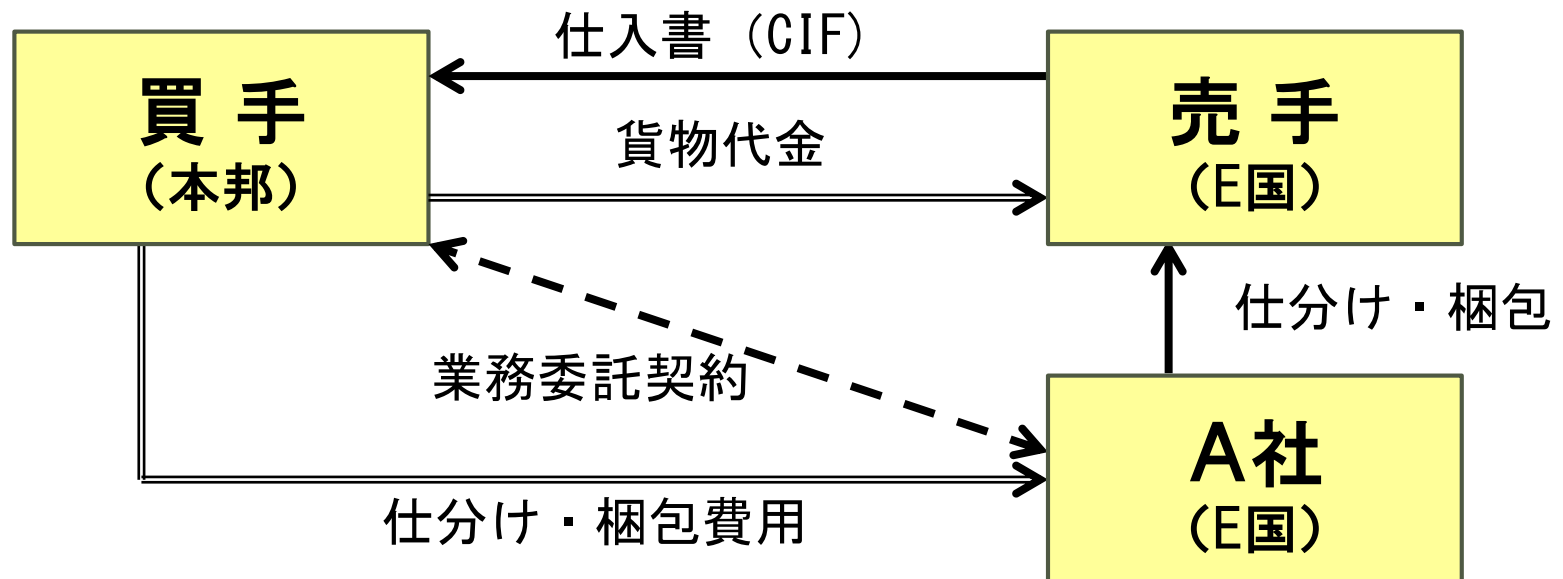 仕入書（CIF）
買 手
（本邦）
売 手
（E国）
貨物代金
仕分け・梱包
業務委託契約
A社
（E国）
仕分け・梱包費用